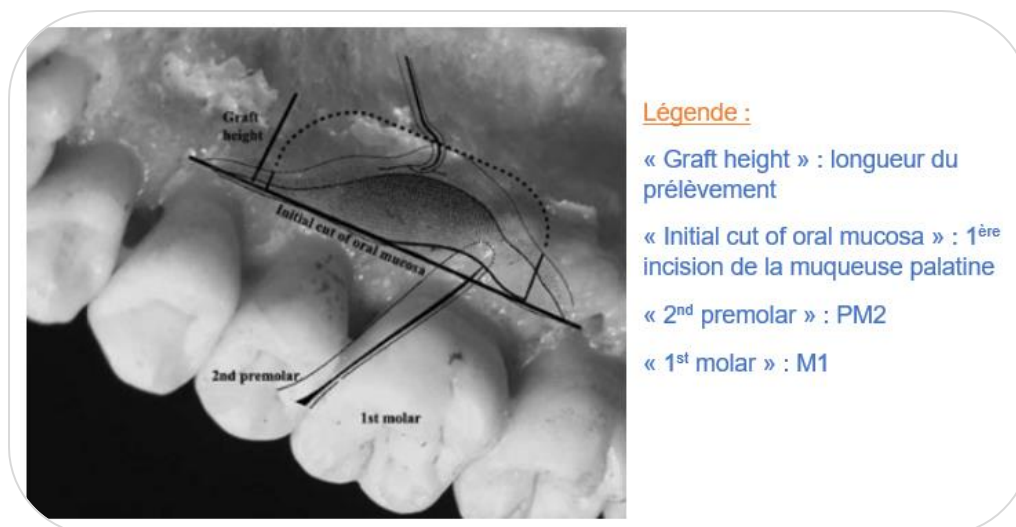 Graft
height
Initial cut of oral mucosa
2nd premolar
1st molar
Légende :
« Graft height » : longueur du
prélèvement
« Initial cut of oral mucosa » : 1ère
incision de la muqueuse palatine
« 2nd premolar » : PM2
« 1st molar » : M1